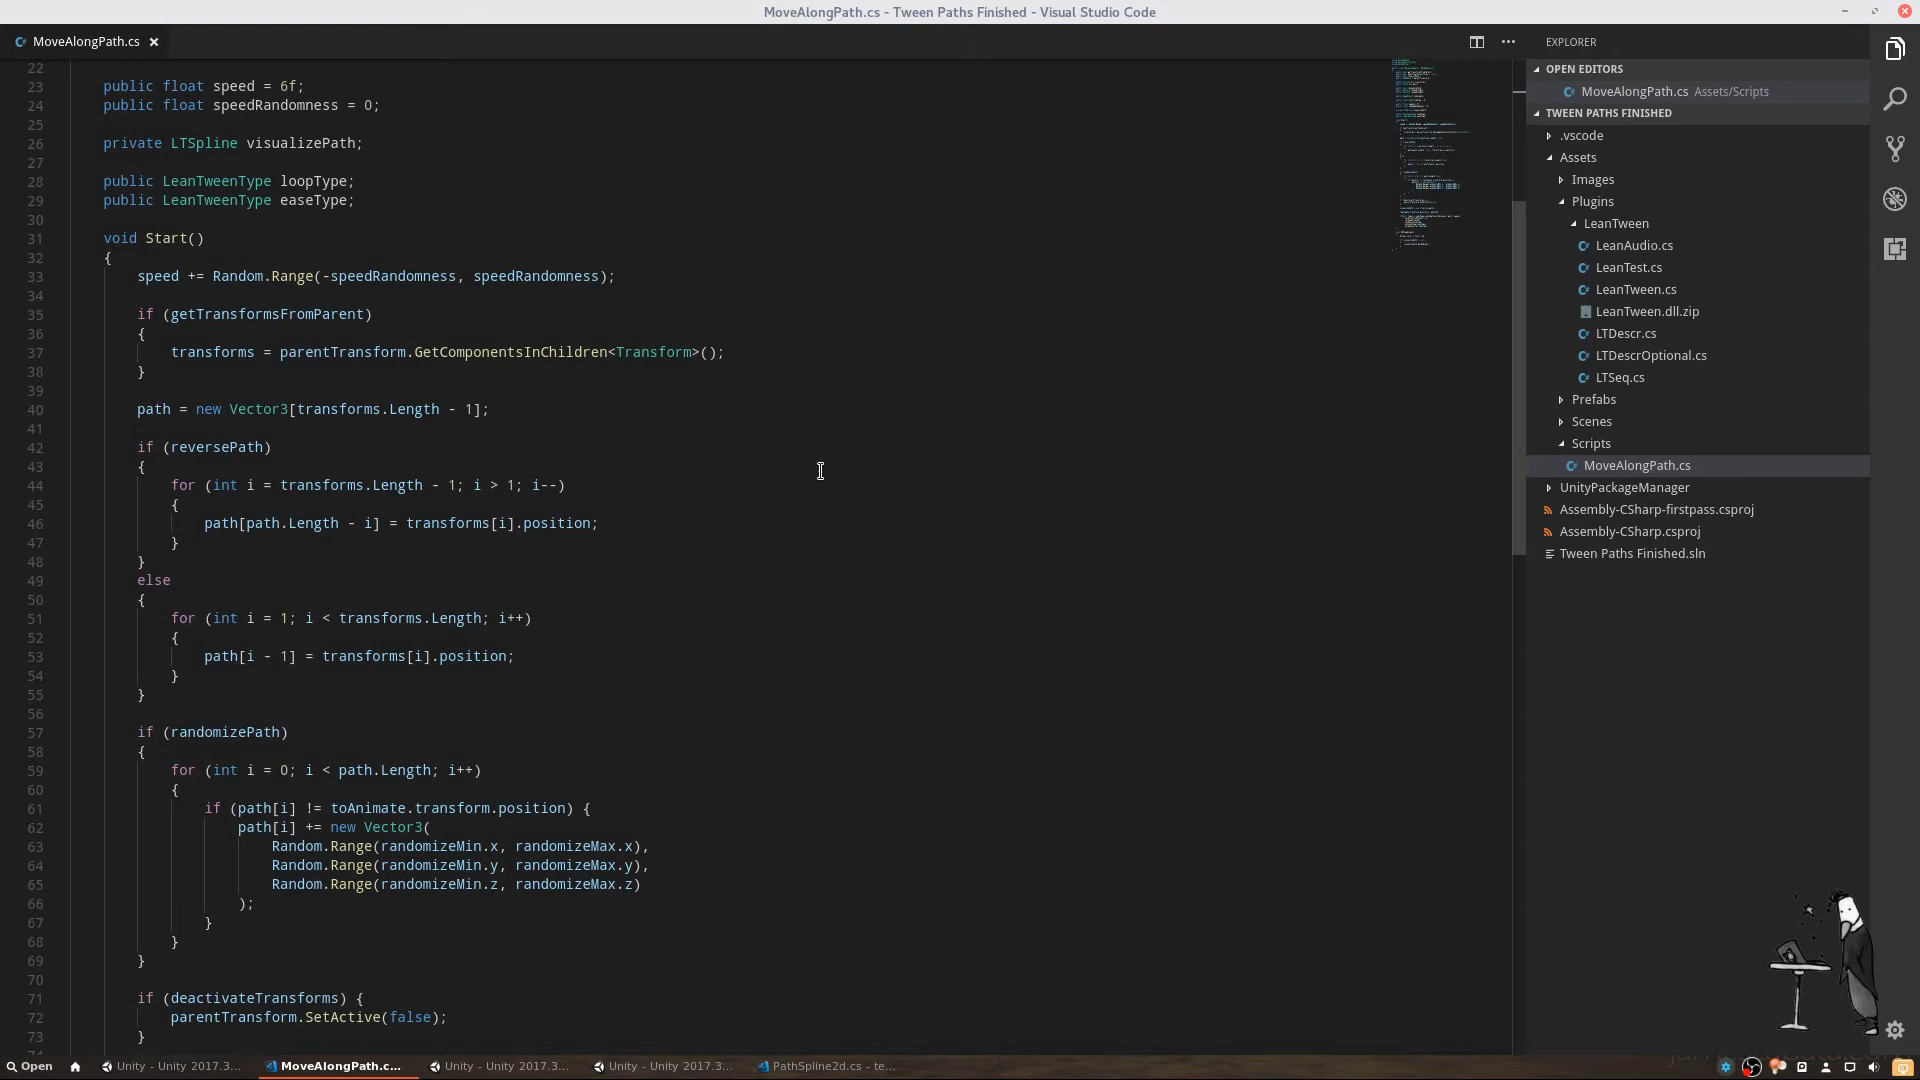 MoveAlongPath.cs - Tween Paths Finished - Visual Studio Code
MoveAlongPath.cs
22
23 public float speed = 6f;
24 public float speedRandomness = 0;
25
26 private LTSpline visualizePath;
27
28 public LeanTweenType loopType;
29 public LeanTweenType easeType;
30
31 void Start()
32 {
33 speed += Random.Range(-speedRandomness, speedRandomness);
34
35 if (getTransformsFromParent)
36 {
37 transforms = parentTransform.GetComponentsInChildren<Transform>();
38 }
39
40 path = new Vector3[transforms.Length - 1];
41
42 if (reversePath)
43 {
44 for (int i = transforms.Length - 1; i > 1; i--)
45 {
46 path[path.Length - i] = transforms[i].position;
47 }
48 }
49 else
50 {
51 for (int i = 1; i < transforms.Length; i++)
52 {
53 path[i - 1] = transforms[i].position;
54 }
55 }
56
57 if (randomizePath)
58 {
59 for (int i = 0; i < path.Length; i++)
60 {
61 if (path[i] != toAnimate.transform.position) {
62 path[i] += new Vector3(
63 Random.Range(randomizeMin.x, randomizeMax.x),
64 Random.Range(randomizeMin.y, randomizeMax.y),
65 Random.Range(randomizeMin.z, randomizeMax.z)
66 );
67 }
68 }
69 }
70
71 if (deactivateTransforms) {
72 parentTransform.SetActive(false);
73 }
EXPLORER
OPEN EDITORS
MoveAlongPath.cs Assets/Scripts
TWEEN PATHS FINISHED
.vscode
Assets
Images
Plugins
LeanTween
LeanAudio.cs
LeanTest.cs
LeanTween.cs
LeanTween.dll.zip
LTDescr.cs
LTDescrOptional.cs
LTSeq.cs
Prefabs
Scenes
Scripts
MoveAlongPath.cs
UnityPackageManager
Assembly-CSharp-firstpass.csproj
Assembly-CSharp.csproj
Tween Paths Finished.sln
Open
Unity - Unity 2017.3...
MoveAlongPath.c...
Unity - Unity 2017.3...
Unity - Unity 2017.3...
PathSpline2d.cs - te...